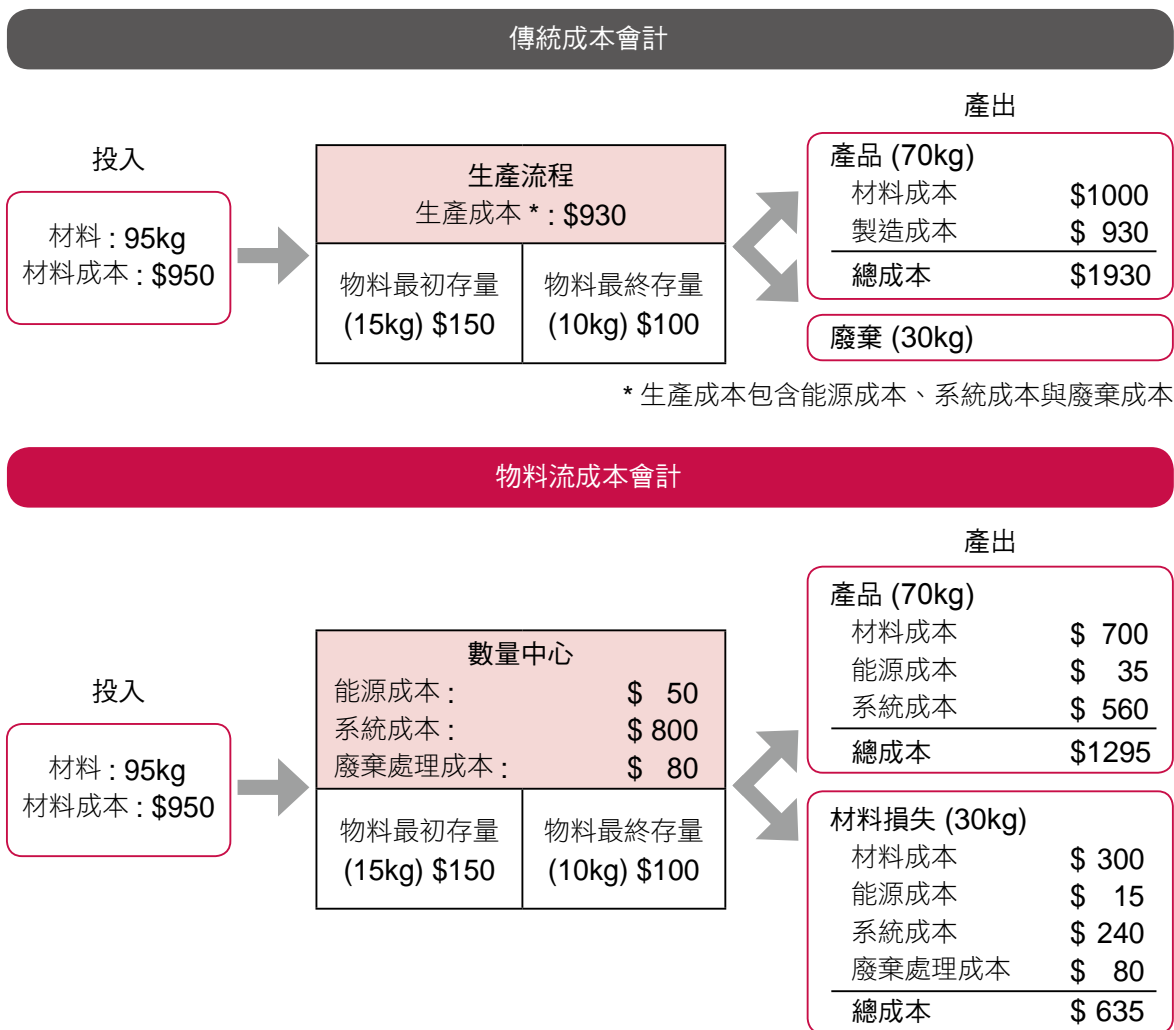 傳統成本會計
投入
材料 : 95kg
材料成本 : $950
生產流程
生產成本 * : $930
物料最初存量
(15kg) $150
物料最終存量
(10kg) $100
產出
產品 (70kg)
材料成本 $1000
製造成本 $ 930
總成本 $1930
廢棄 (30kg)
* 生產成本包含能源成本、系統成本與廢棄成本
物料流成本會計
投入
材料 : 95kg
材料成本 : $950
數量中心
能源成本 : $ 50
系統成本 : $ 800
廢棄處理成本 : $ 80
物料最初存量
(15kg) $150
物料最終存量
(10kg) $100
產出
產品 (70kg)
材料成本 $ 700
能源成本 $ 35
系統成本 $ 560
總成本 $1295
材料損失 (30kg)
材料成本 $ 300
能源成本 $ 15
系統成本 $ 240
廢棄處理成本 $ 80
總成本 $ 635